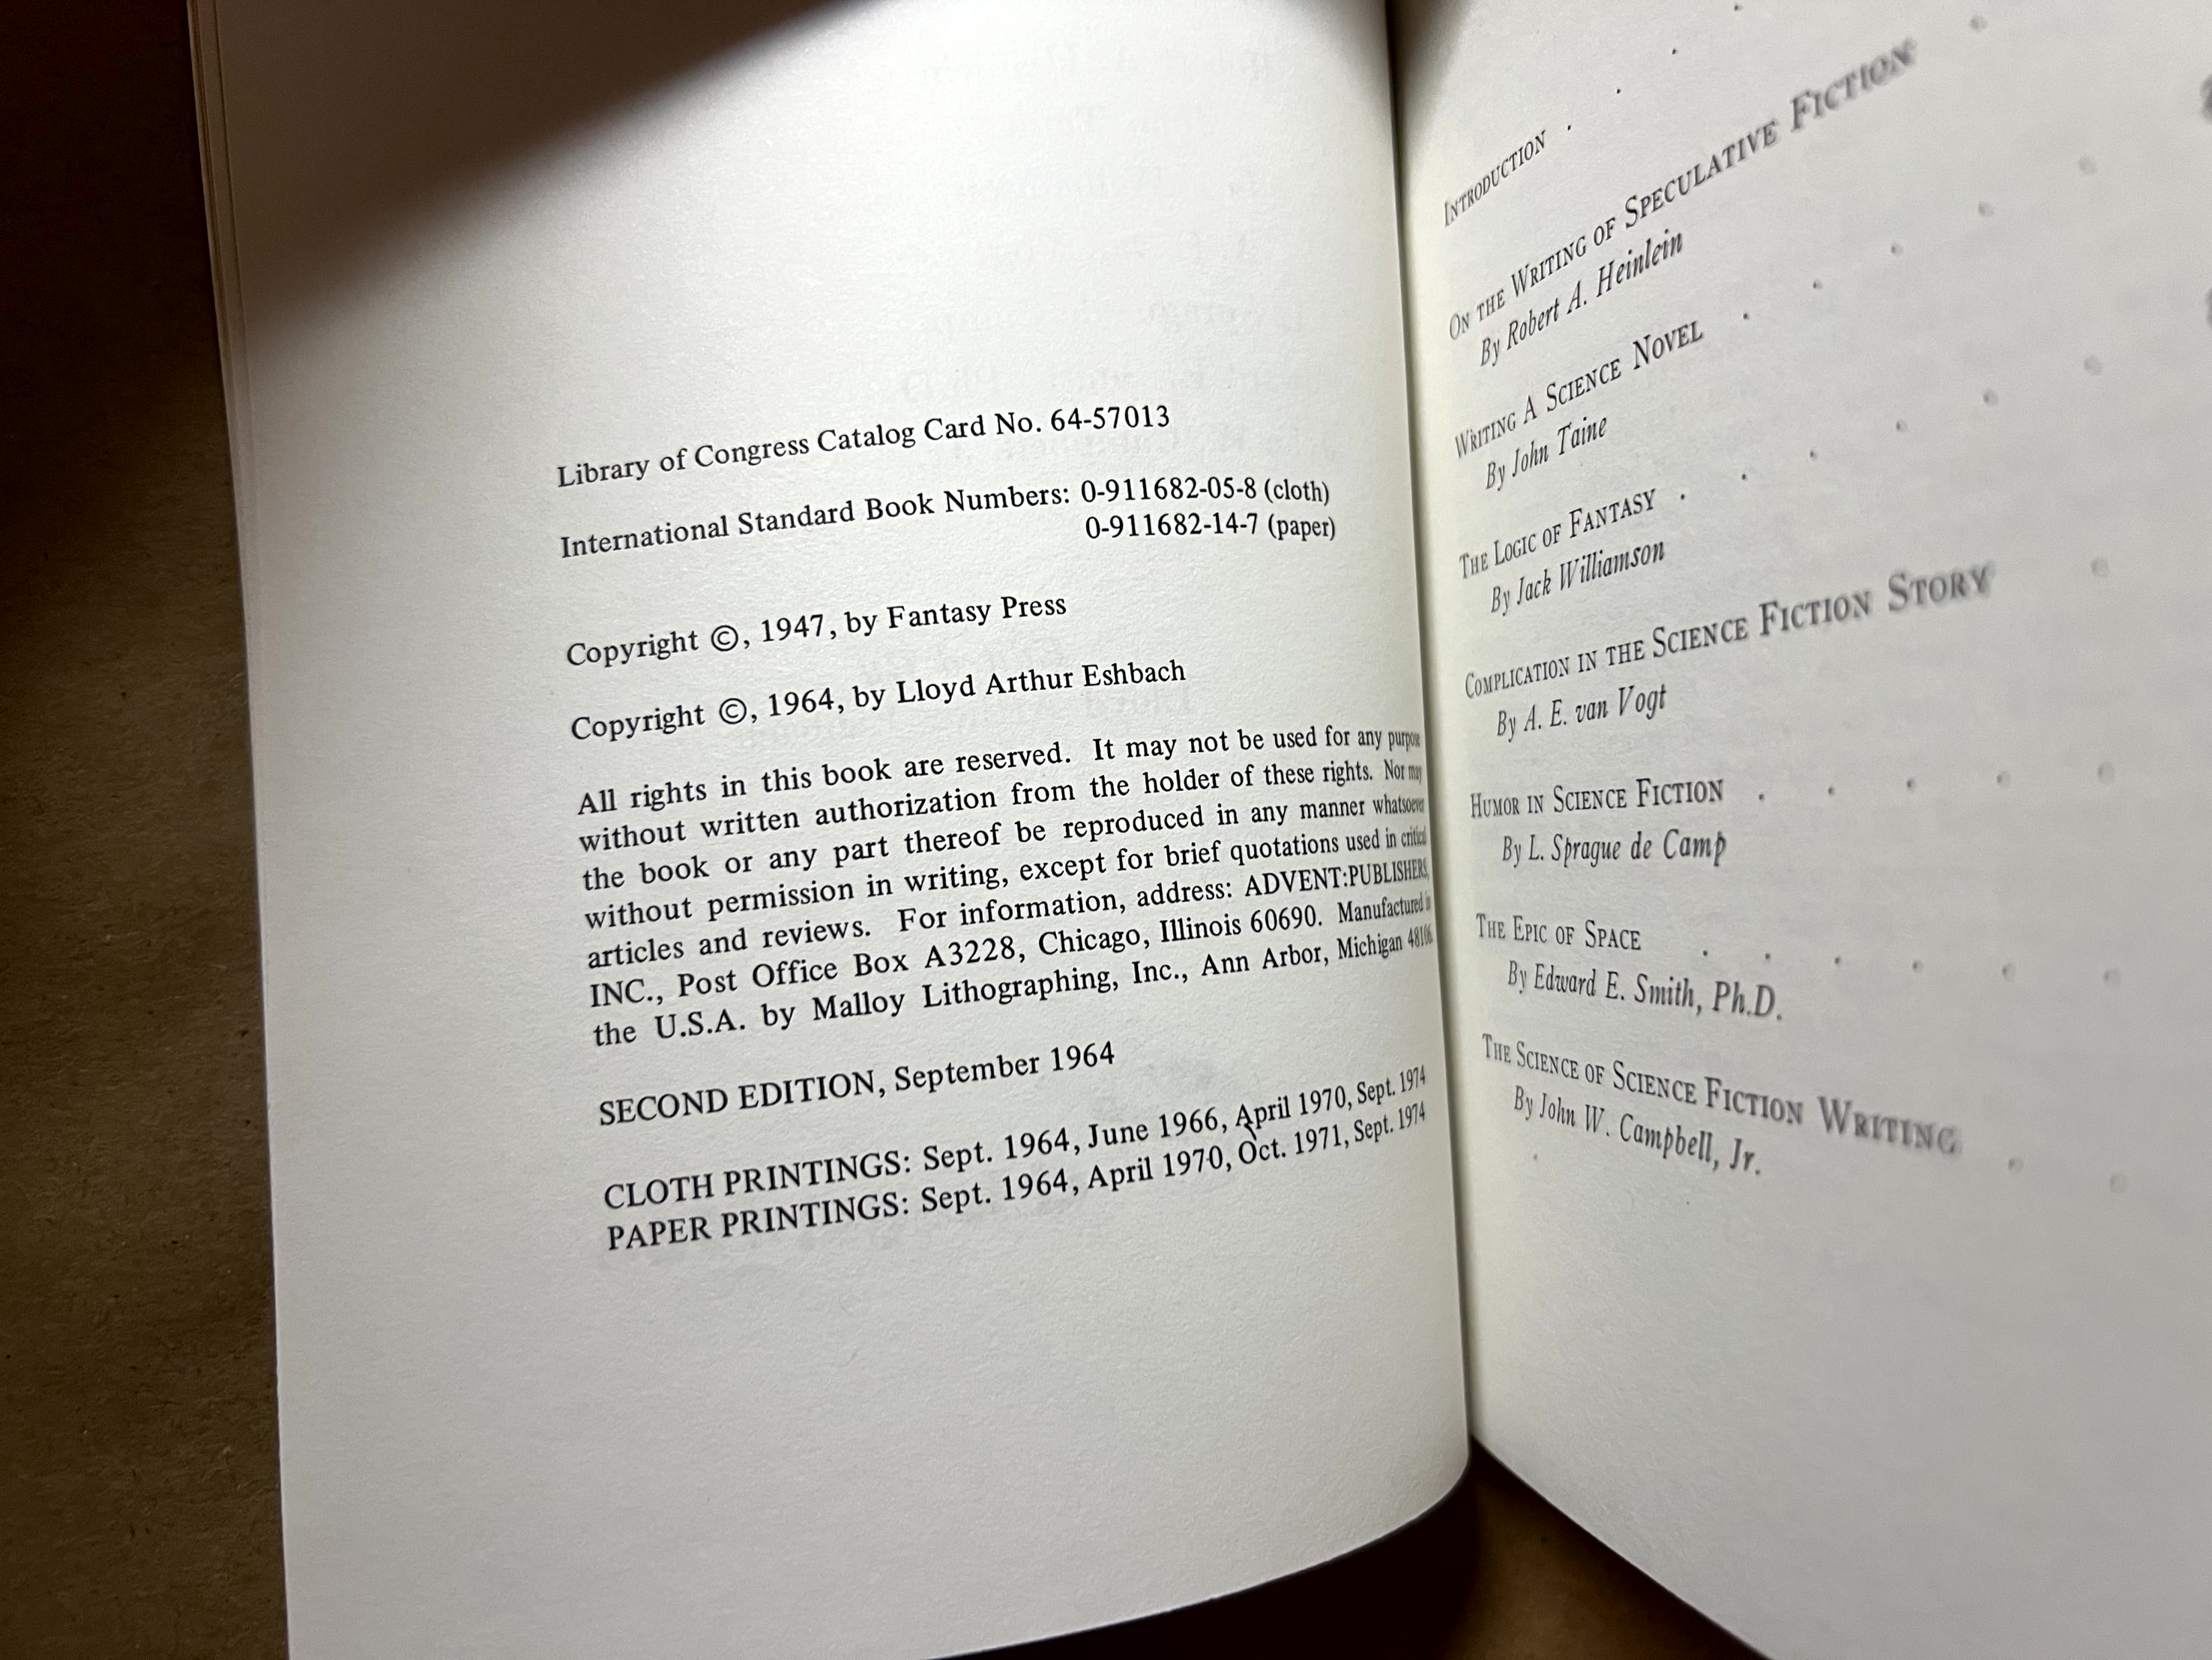 Library of Congress Catalog Card No. 64-57013
International Standard Book Numbers: 0-911682-05-8 (cloth)
0-911682-14-7 (paper)
Copyright ©, 1947, by Fantasy Press
Copyright ©, 1964, by Lloyd Arthur Eshbach
All rights in this book are reserved. It may not be used for any purpose
without written authorization from the holder of these rights. Nor may
the book or any part thereof be reproduced in any manner whatsoever
without permission in writing, except for brief quotations used in critical
articles and reviews. For information, address: ADVENT:PUBLISHERS,
INC., Post Office Box A3228, Chicago, Illinois 60690. Manufactured in
the U.S.A. by Malloy Lithographing, Inc., Ann Arbor, Michigan 48106.
SECOND EDITION, September 1964
CLOTH PRINTINGS: Sept. 1964, June 1966, April 1970, Sept. 1974
PAPER PRINTINGS: Sept. 1964, April 1970, Oct. 1971, Sept. 1974
INTRODUCTION . . . .
ON THE WRITING OF SPECULATIVE FICTION .
By Robert A. Heinlein
WRITING A SCIENCE NOVEL . . . . .
By John Taine
THE LOGIC OF FANTASY . . . . . .
By Jack Williamson
COMPLICATION IN THE SCIENCE FICTION STORY .
By A. E. van Vogt
HUMOR IN SCIENCE FICTION . . . . .
By L. Sprague de Camp
THE EPIC OF SPACE . . . . . . .
By Edward E. Smith, Ph.D.
THE SCIENCE OF SCIENCE FICTION WRITING . .
By John W. Campbell, Jr.